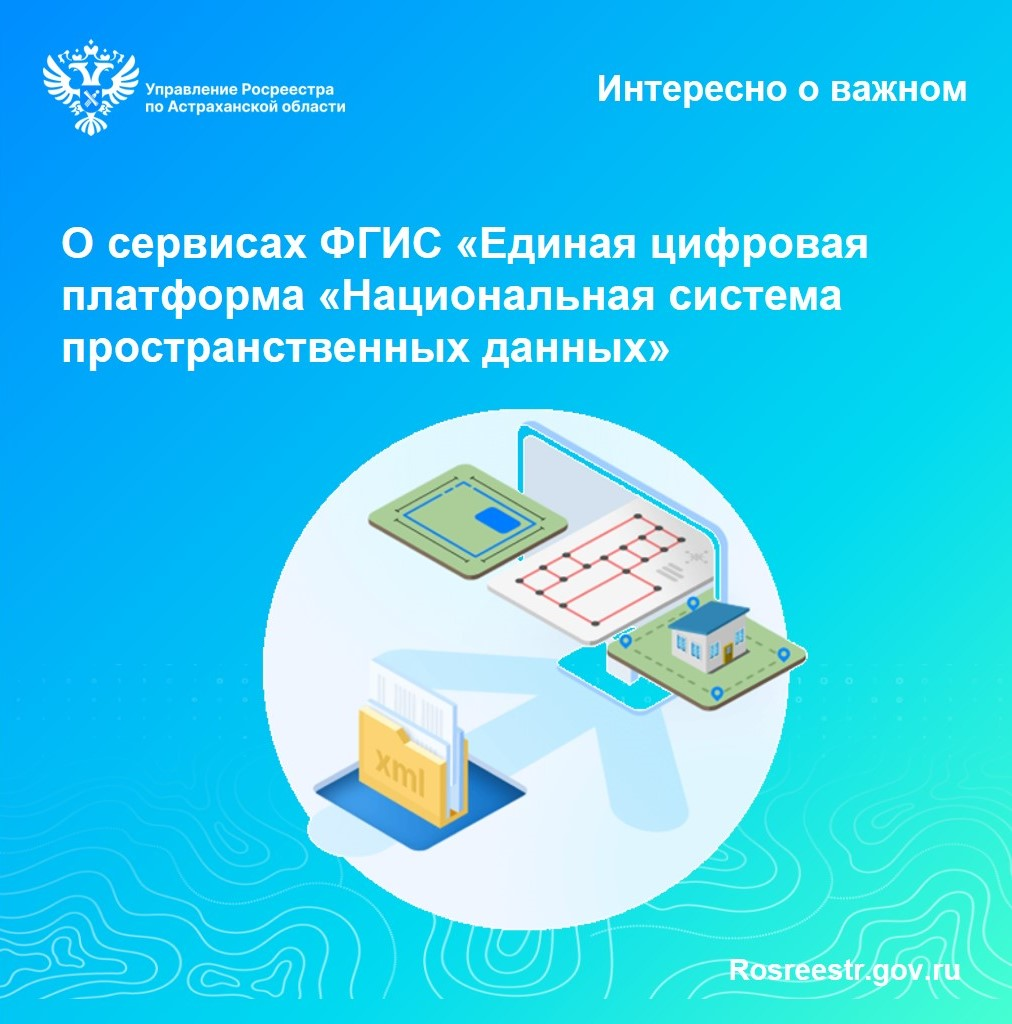 Управление Росреестра
по Астраханской области
Интересно о важном
О сервисах ФГИС «Единая цифровая
платформа «Национальная система
пространственных данных»
xml
Rosreestr.gov.ru